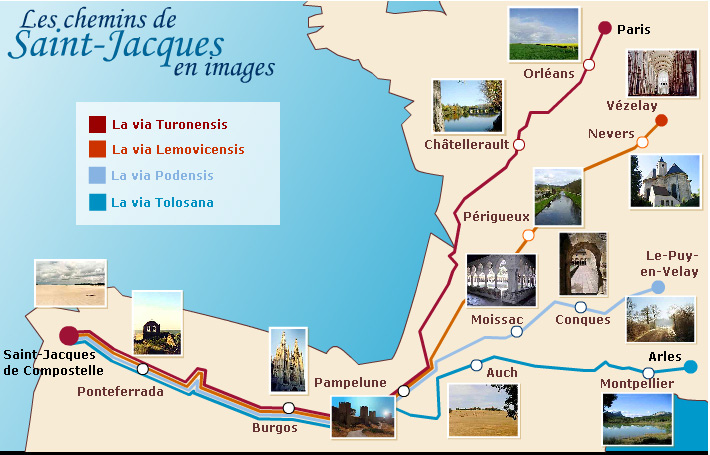 Les chemins de
Saint-Jacques
en images
La via Turonensis
La via Lemovicensis
La via Podensis
La via Tolosana
Paris
Orléans
Vézelay
Nevers
Châtellerault
Périgueux
Le-Puy-
en-Velay
Moissac
Conques
Saint-Jacques
de Compostelle
Ponteferrada
Burgos
Pampelune
Auch
Arles
Montpellier